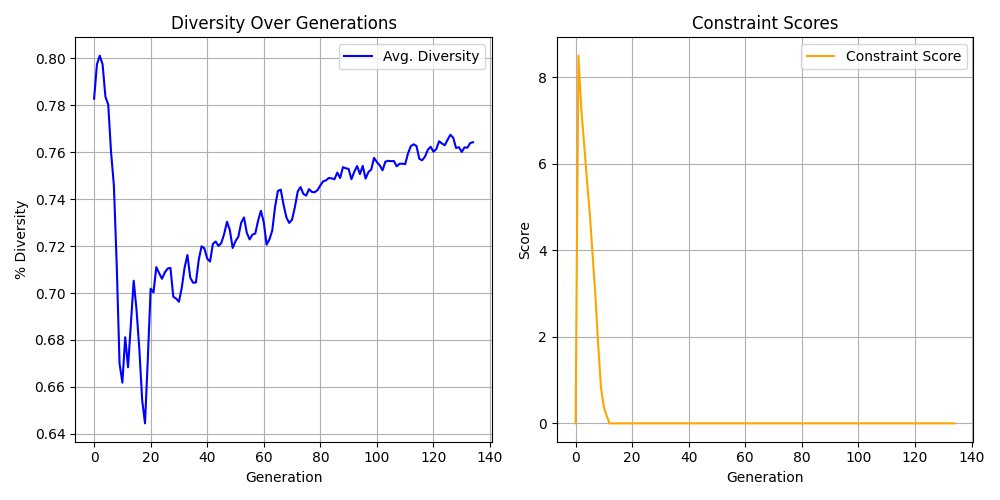 Diversity Over Generations
Avg. Diversity
% Diversity
0.80
0.78
0.76
0.74
0.72
0.70
0.68
0.66
0.64
0 20 40 60 80 100 120 140
Generation
Constraint Scores
Constraint Score
Score
8
6
4
2
0
0 20 40 60 80 100 120 140
Generation